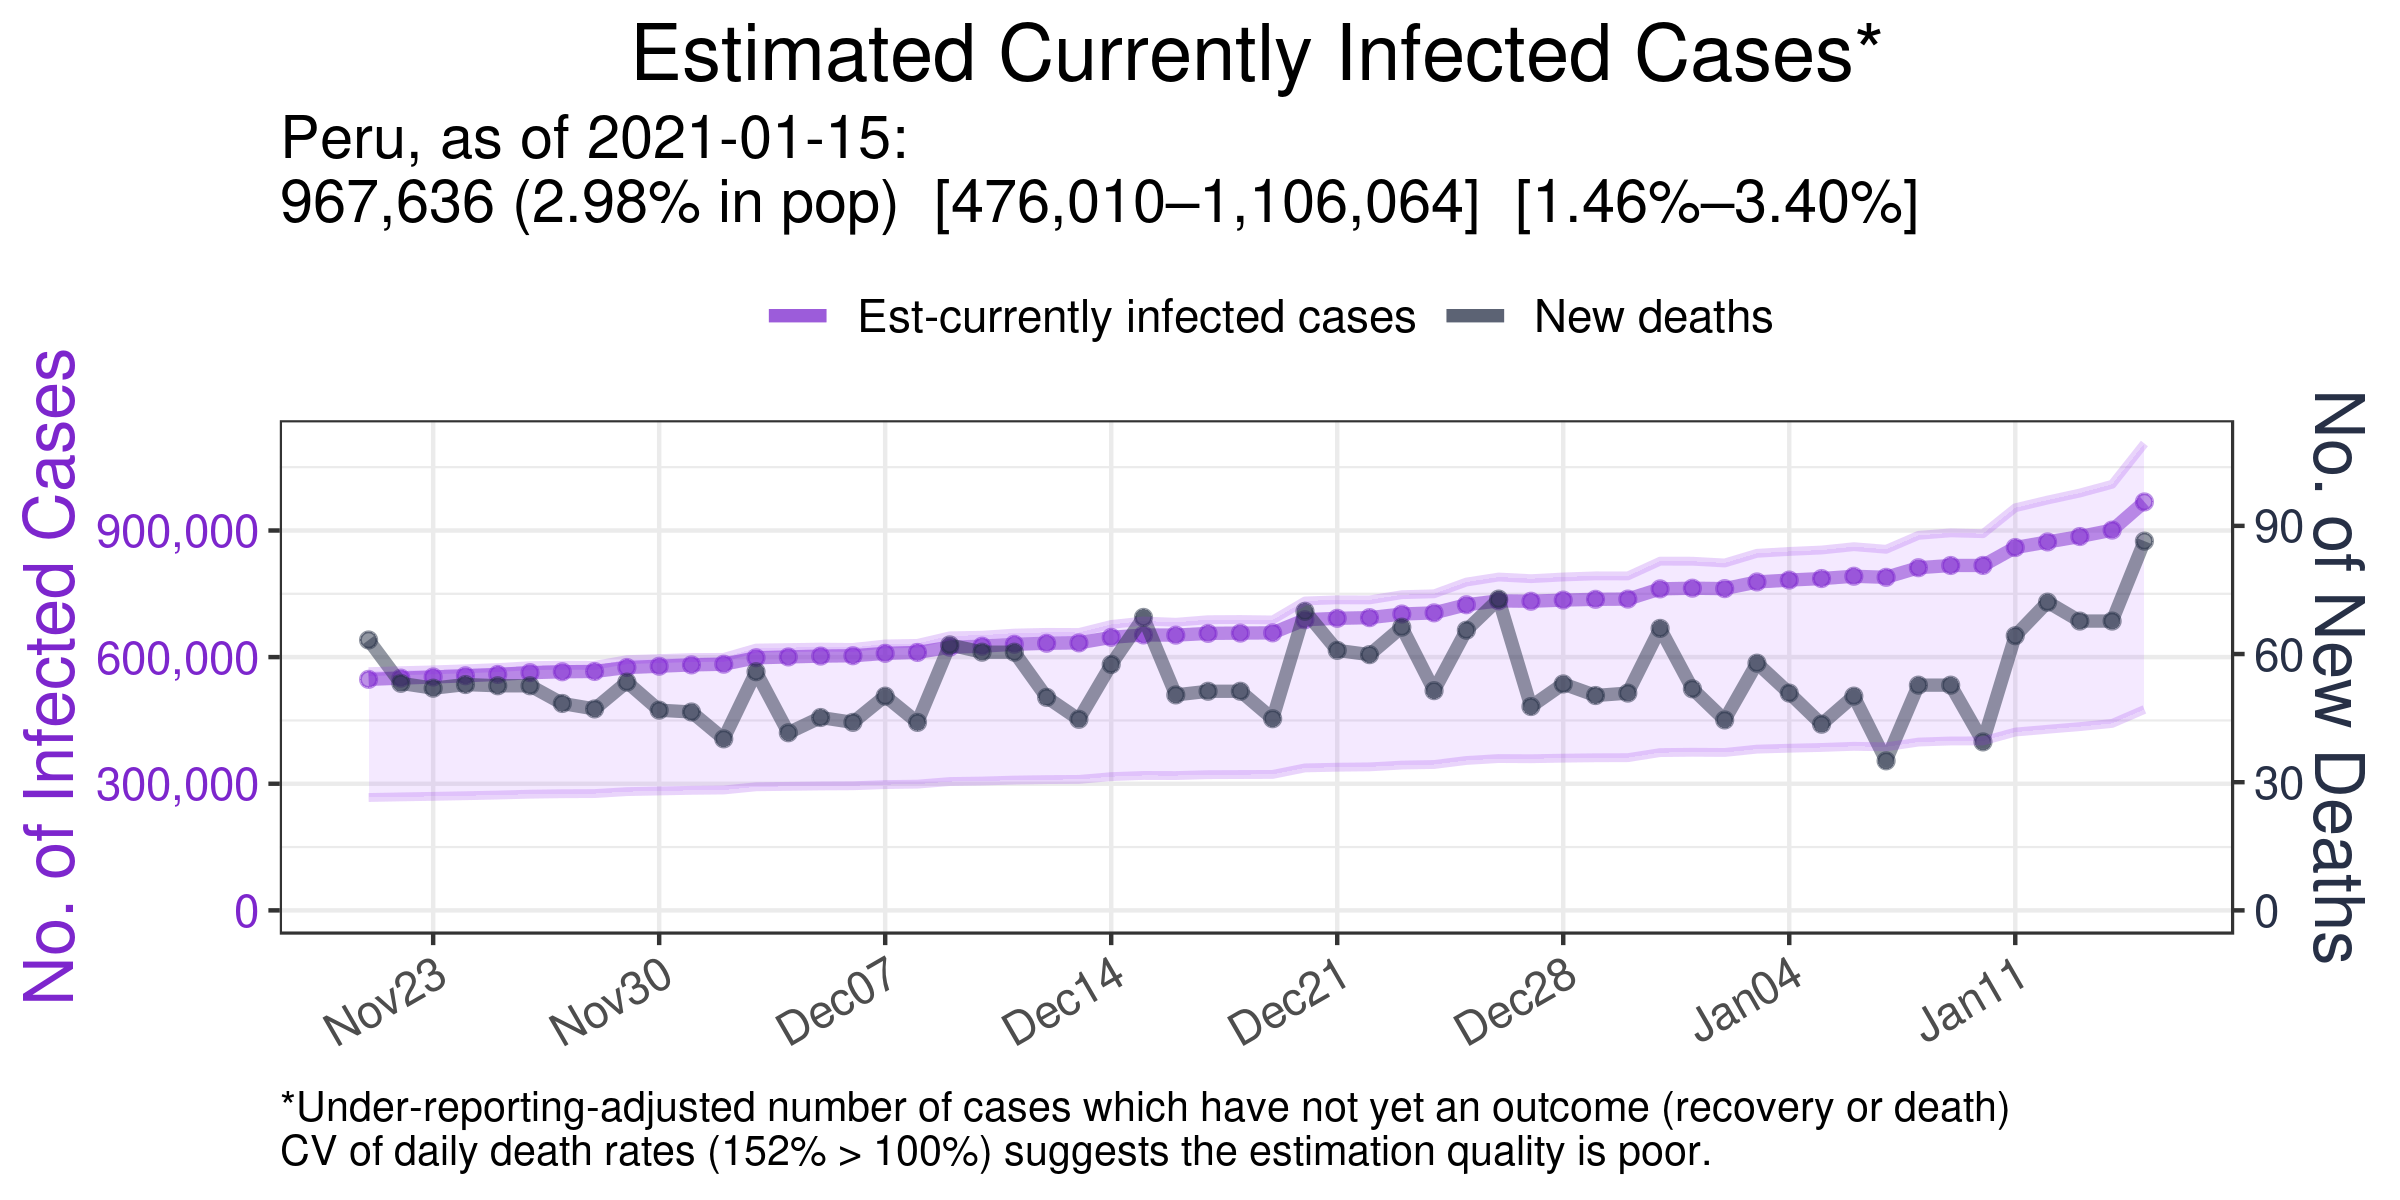 Estimated Currently Infected Cases*
Peru, as of 2021-01-15:
967,636 (2.98% in pop)  [476,010–1,106,064]  [1.46%–3.40%]
Est-currently infected cases
New deaths
No. of Infected Cases
900,000
600,000
300,000
0
No. of New Deaths
90
60
30
0
Nov23
Nov30
Dec07
Dec14
Dec21
Dec28
Jan04
Jan11
*Under-reporting-adjusted number of cases which have not yet an outcome (recovery or death)
CV of daily death rates (152% > 100%) suggests the estimation quality is poor.